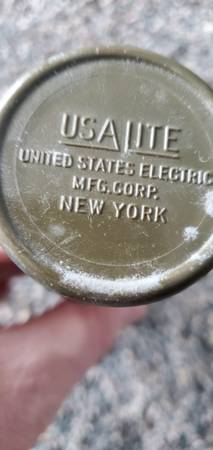 USALITE
UNITED STATES ELECTRIC
MFG.CORP.
NEW YORK